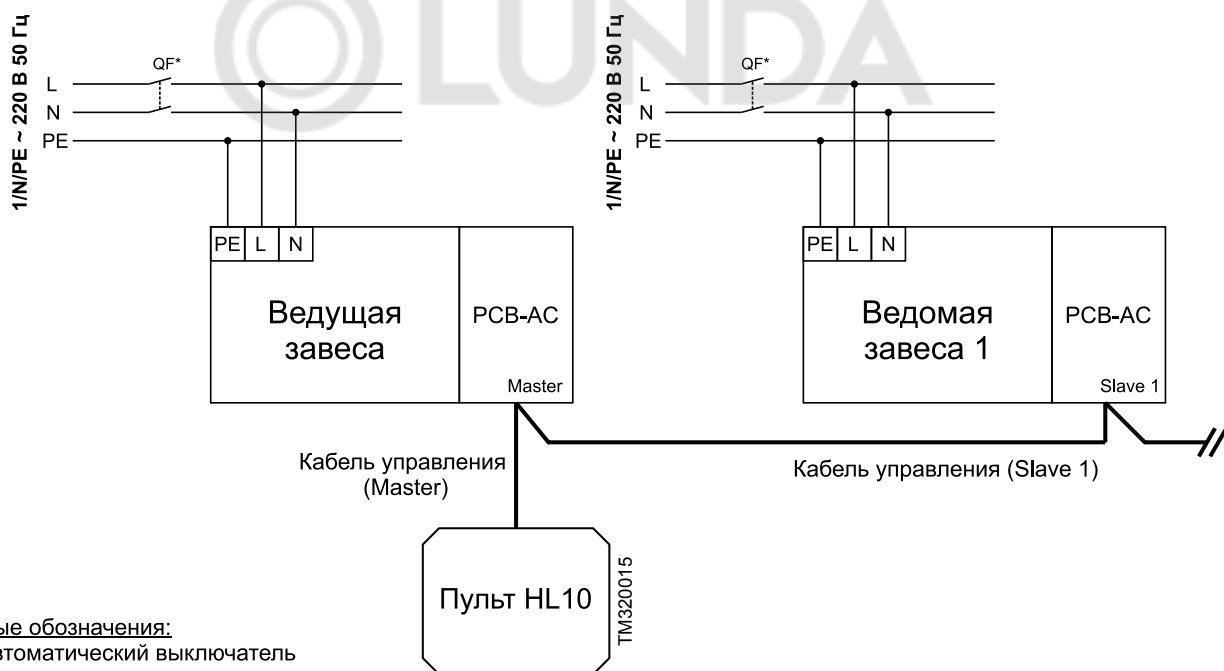 LUNDA
1/N/PE ~ 220 В 50 Гц
L
N
PE
QF*
PE L N
Ведущая
завеса
PCB-AC
Master
1/N/PE ~ 220 В 50 Гц
L
N
PE
QF*
PE L N
Ведомая
завеса 1
PCB-AC
Slave 1
Кабель управления
(Master)
Кабель управления (Slave 1)
Пульт HL10
TM320015
обозначения:
выключатель